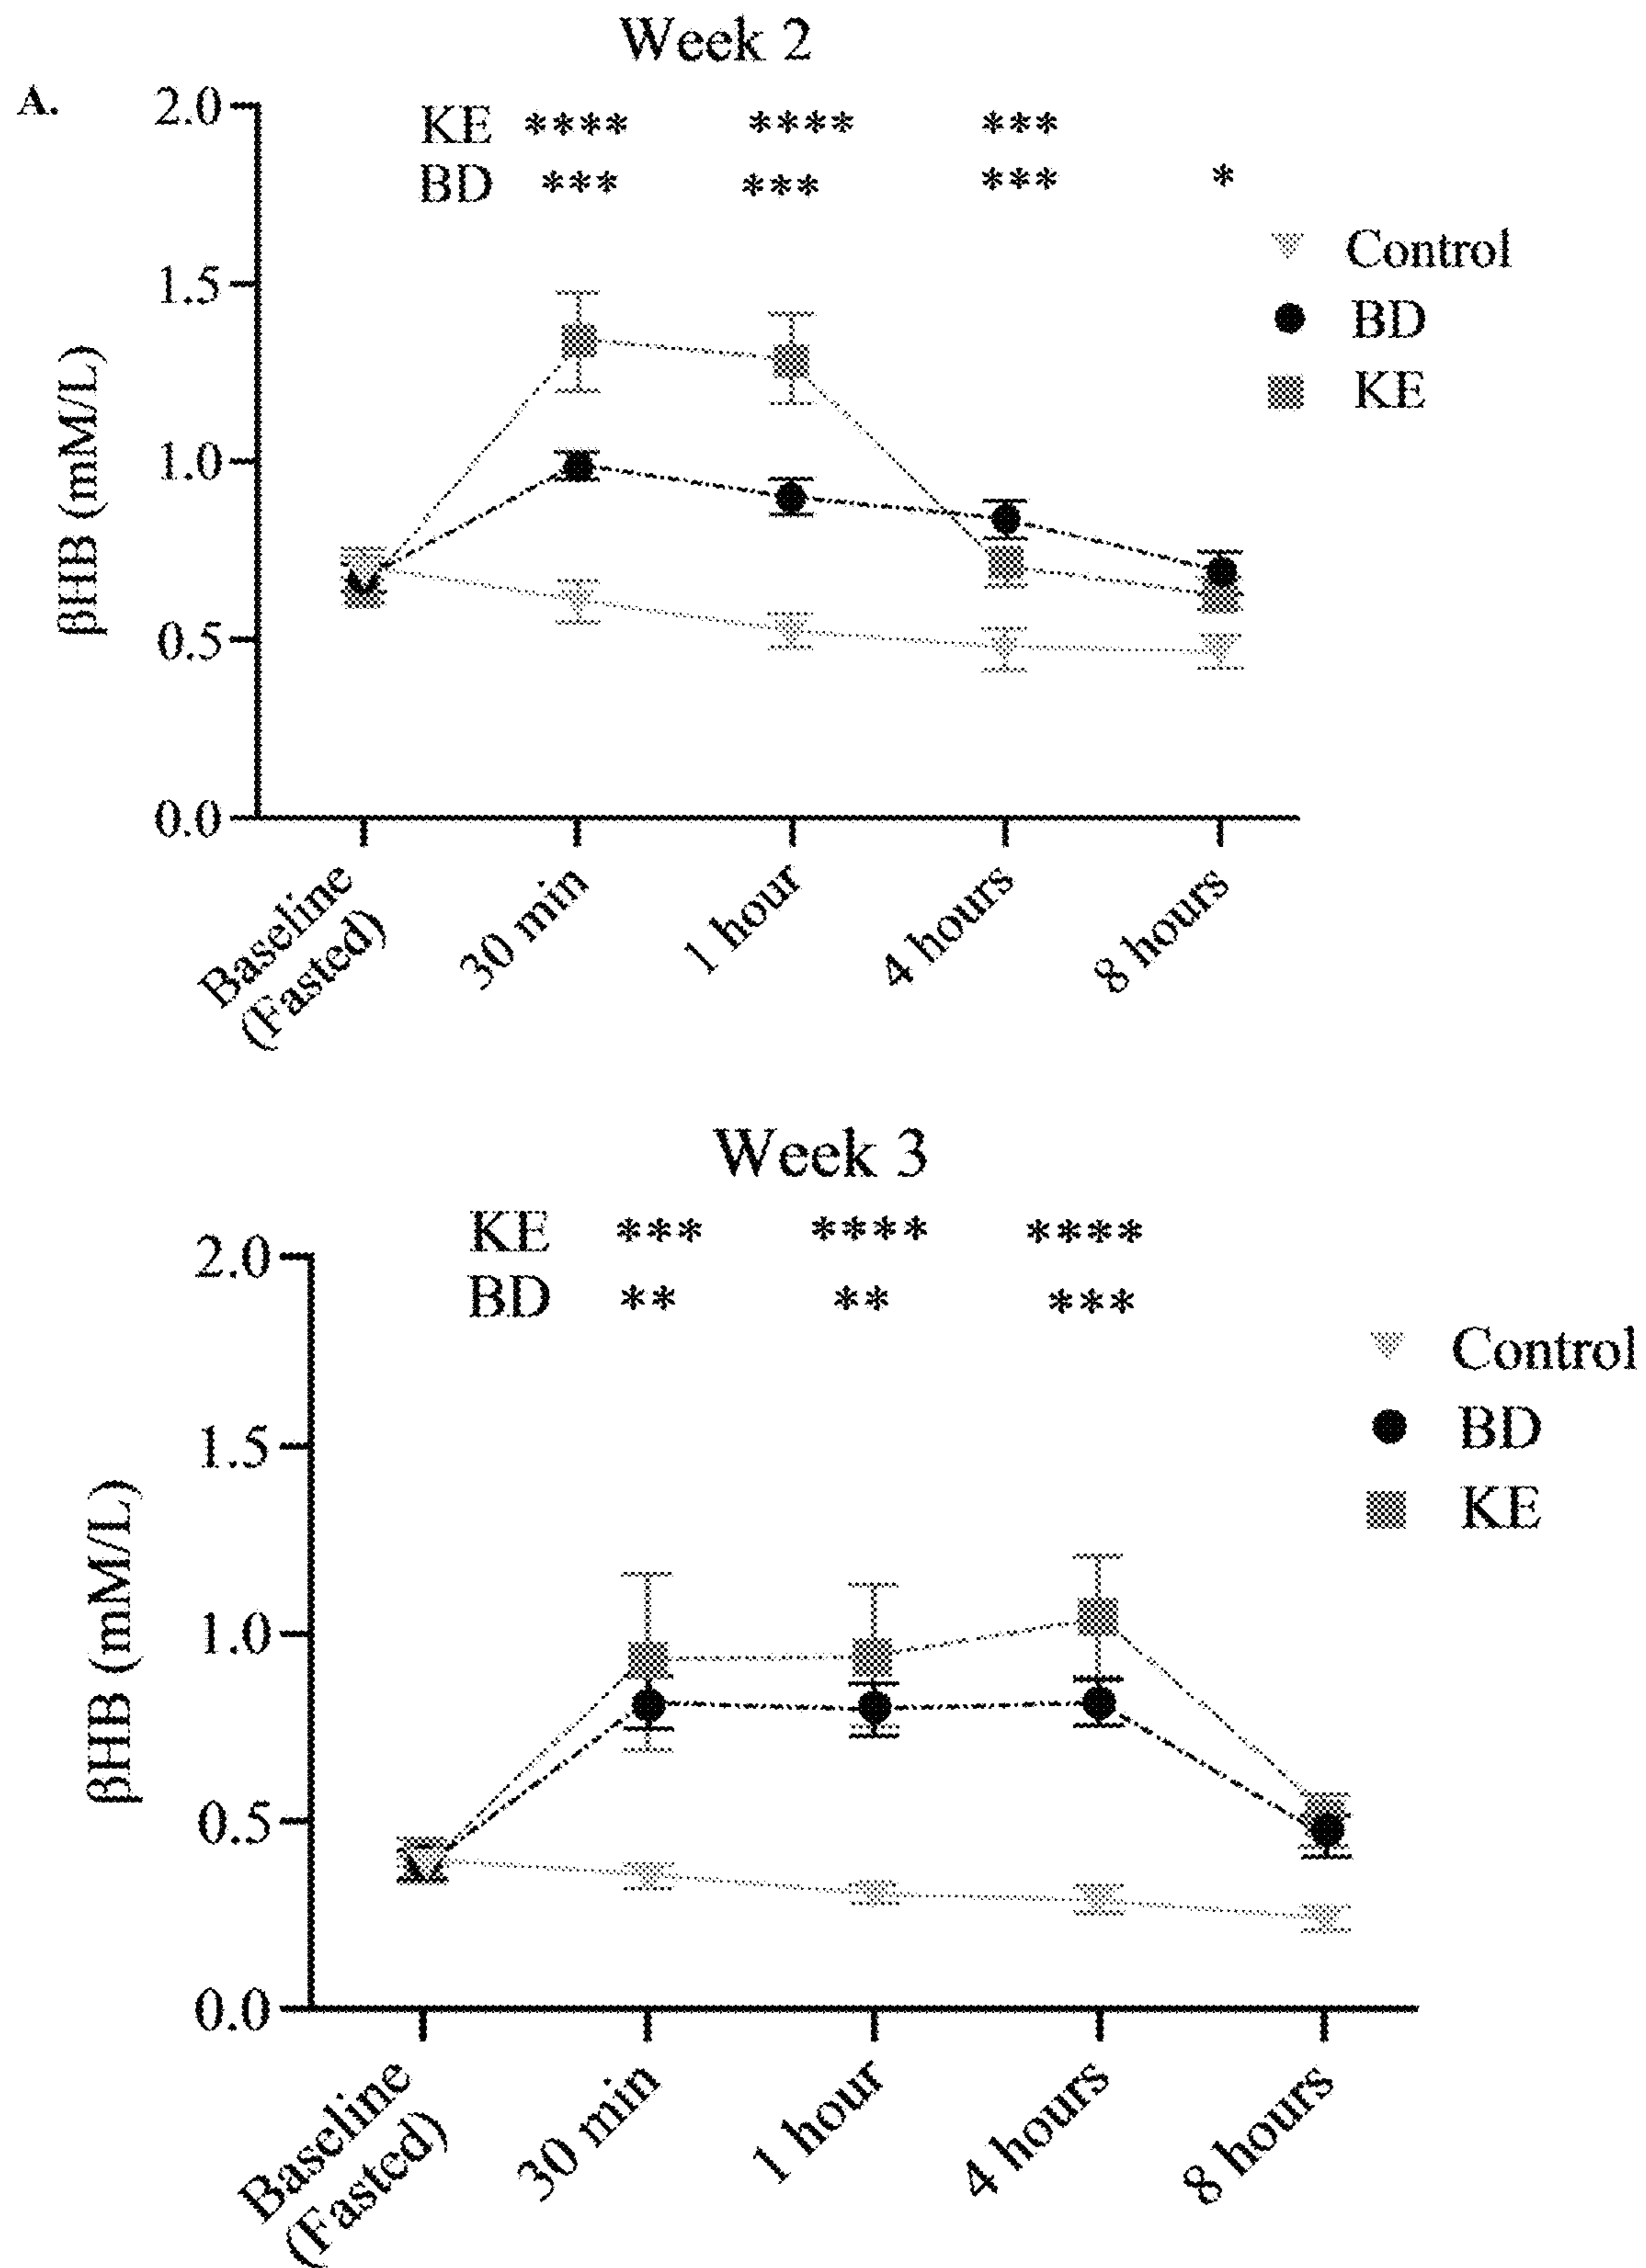 Week 2
A.
2.0
KE **** **** ***
BD *** *** *** *
Control
1.5
BD
KE
βHB (mM/L)
1.0
0.5
0.0
Baseline
(Fasted)
30 min
1 hour
4 hours
8 hours
Week 3
KE *** **** ****
2.0
BD ** ** ***
Control
1.5
BD
KE
βHB (mM/L)
1.0
0.5
0.0
Baseline
(Fasted)
30 min
1 hour
4 hours
8 hours